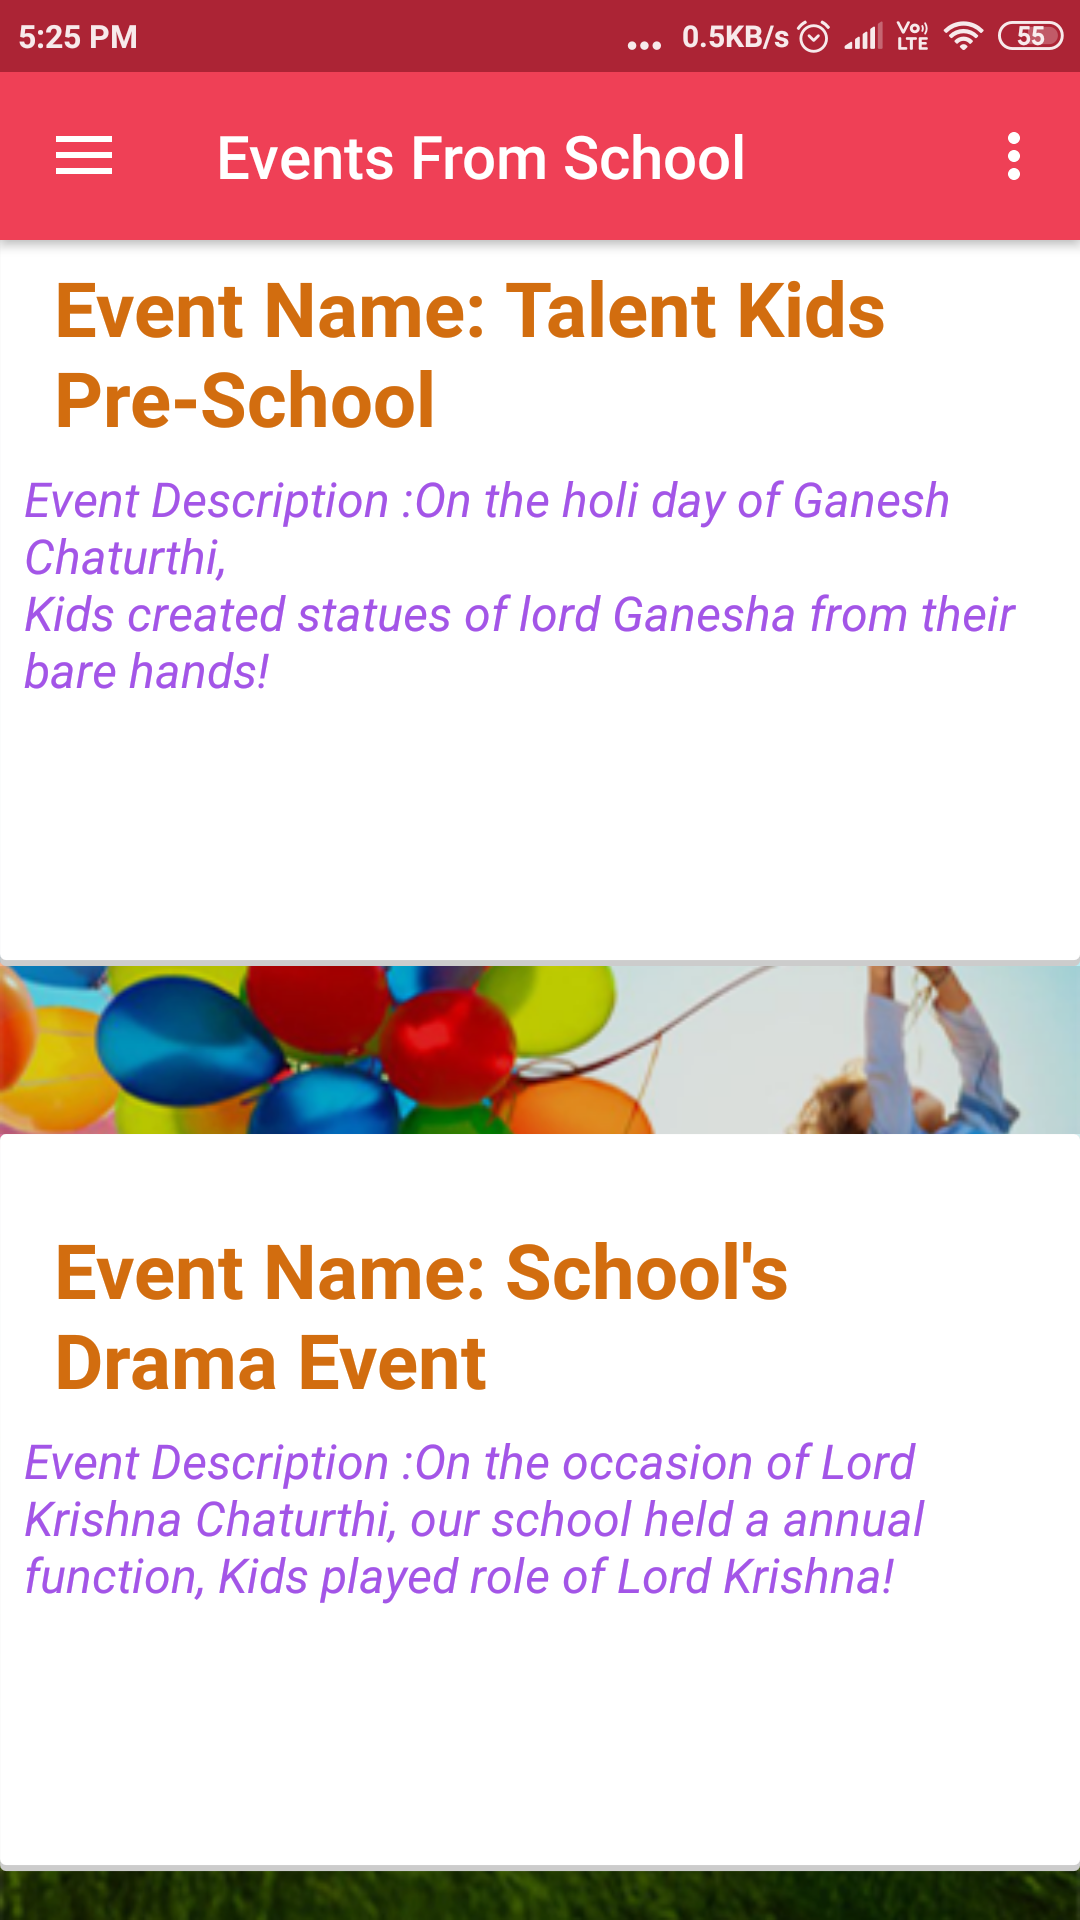 5:25 PM
... 0.5KB/s Vo)) LTE 55
Events From School
Event Name: Talent Kids
Pre-School
Event Description :On the holi day of Ganesh
Chaturthi,
Kids created statues of lord Ganesha from their
bare hands!
Event Name: School's
Drama Event
Event Description :On the occasion of Lord
Krishna Chaturthi, our school held a annual
function, Kids played role of Lord Krishna!